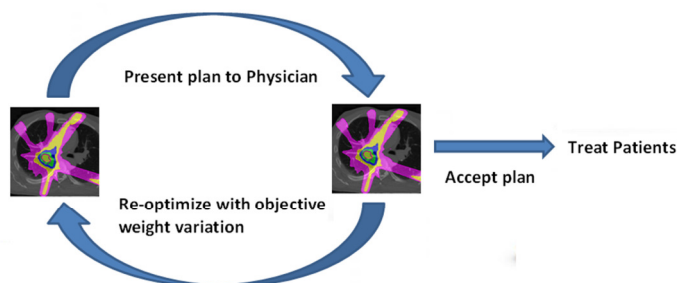 Present plan to Physician
Treat Patients
Accept plan
Re-optimize with objective
weight variation